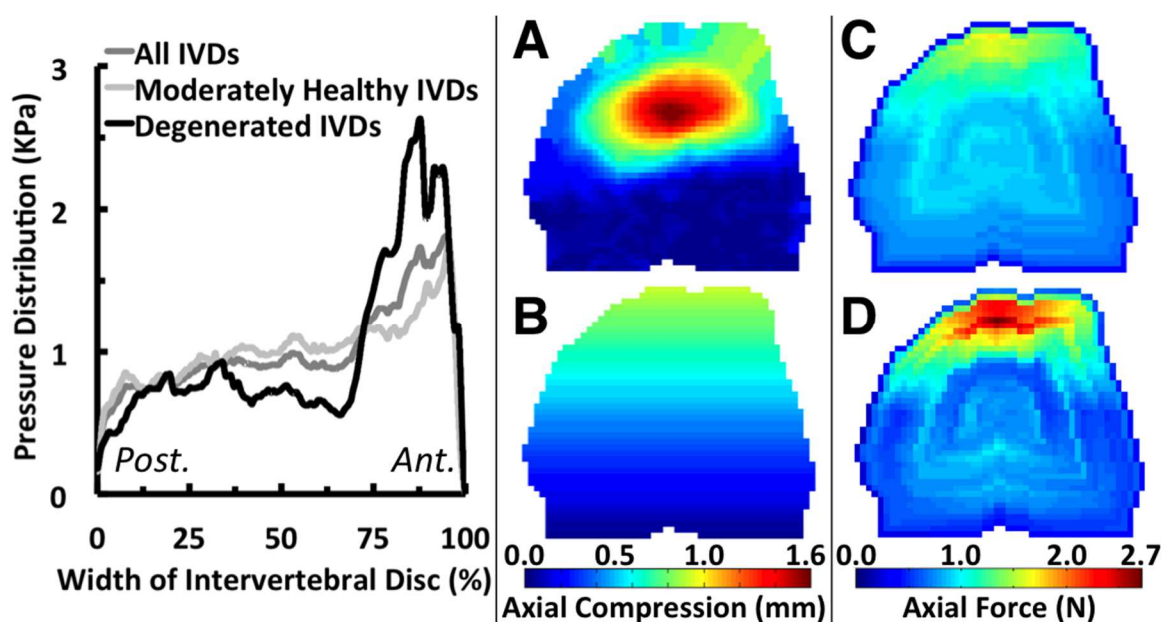 All IVDs
Moderately Healthy IVDs
Degenerated IVDs
Pressure Distribution (KPa)
3
2
1
0
Post.
Ant.
0 25 50 75 100
Width of Intervertebral Disc (%)
A
B
0.0 0.5 1.0 1.6
Axial Compression (mm)
C
D
0.0 1.0 2.0 2.7
Axial Force (N)